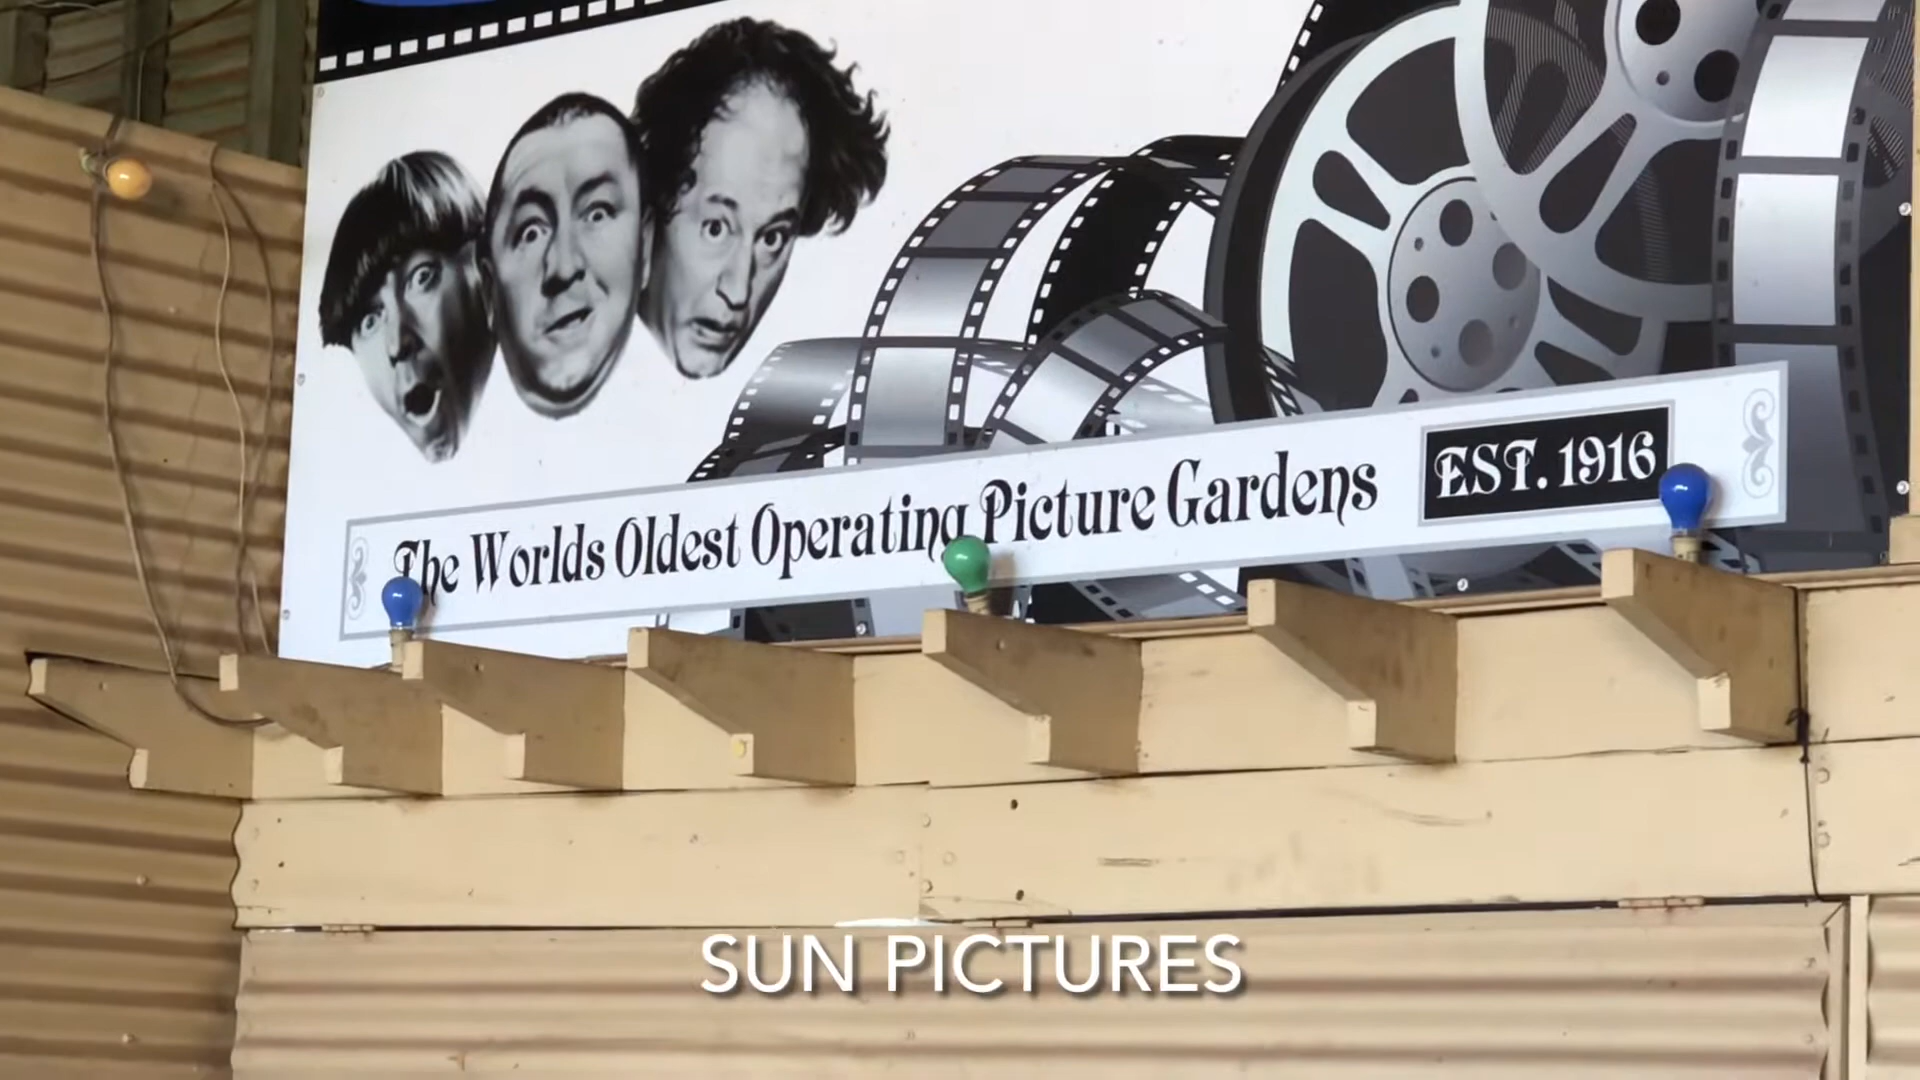 The Worlds Oldest Operating Picture Gardens
EST. 1916
SUN PICTURES